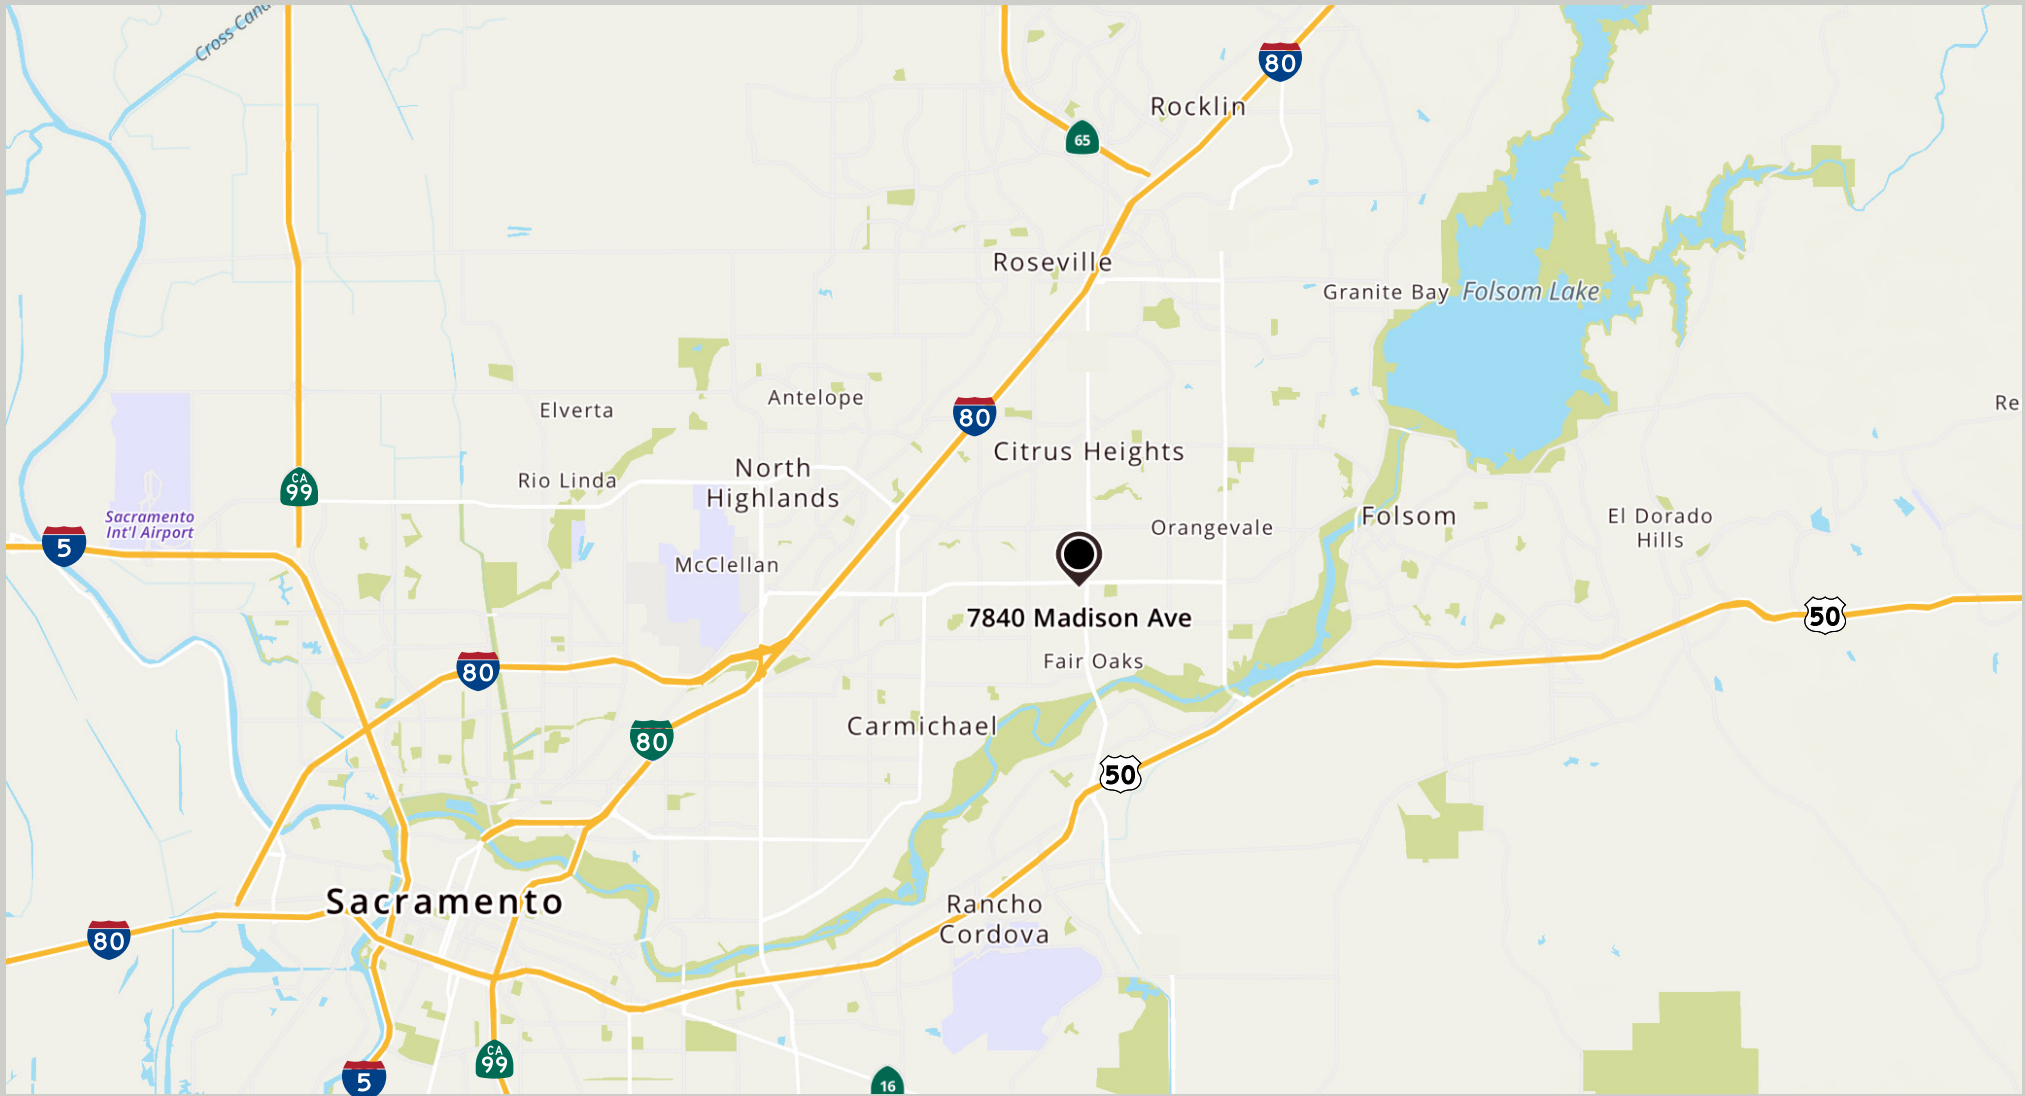 Cross Cana
80
Rocklin
65
Roseville
Granite Bay
Folsom Lake
Antelope
Elverta
Re
80
Citrus Heights
North
Highlands
Rio Linda
CA
99
Sacramento
Int'l Airport
5
Folsom
El Dorado
Hills
Orangevale
McClellan
7840 Madison Ave
50
Fair Oaks
80
Carmichael
80
50
Sacramento
Rancho
Cordova
80
CA
99
5
16